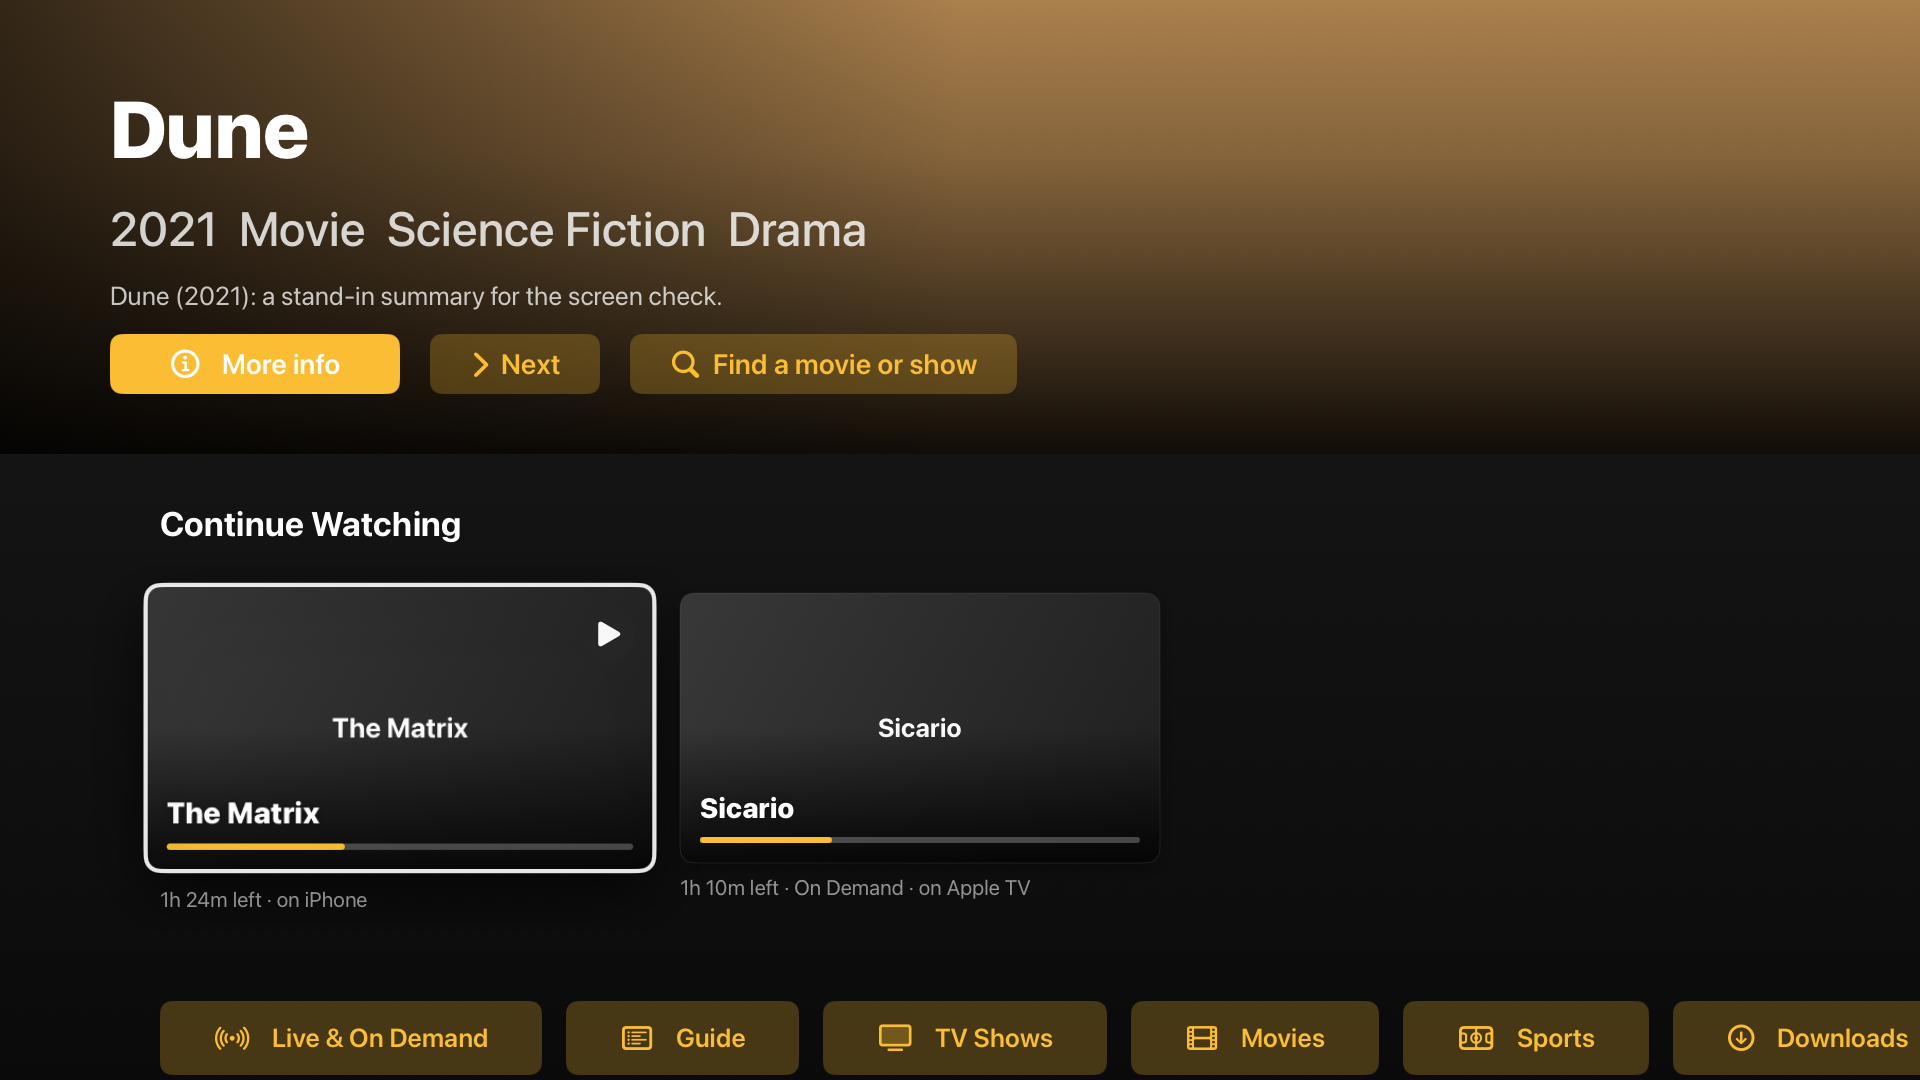 Dune
2021 Movie Science Fiction Drama
Dune (2021): a stand-in summary for the screen check.
More info
Next
Find a movie or show
Continue Watching
The Matrix
The Matrix
1h 24m left · on iPhone
Sicario
Sicario
1h 10m left · On Demand · on Apple TV
Live & On Demand
Guide
TV Shows
Movies
Sports
Downloads